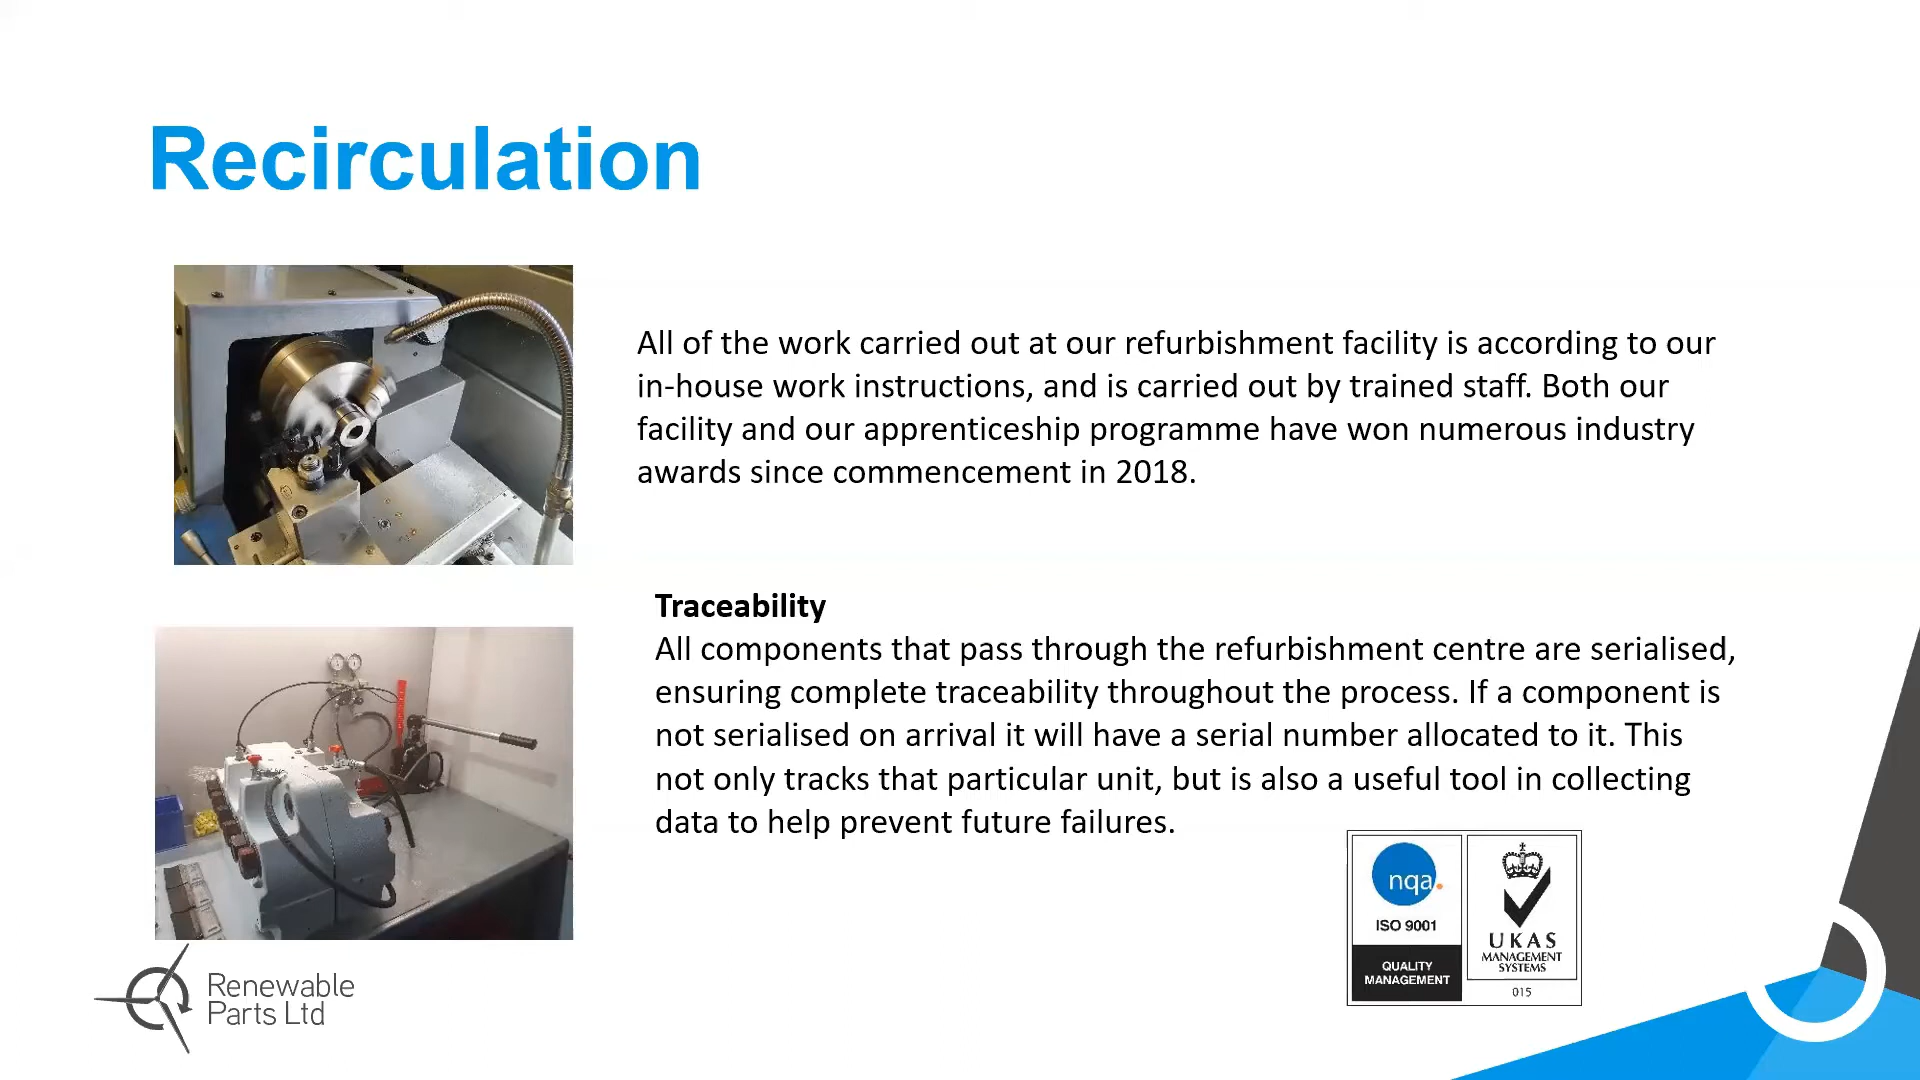 Recirculation
All of the work carried out at our refurbishment facility is according to our
in-house work instructions, and is carried out by trained staff. Both our
facility and our apprenticeship programme have won numerous industry
awards since commencement in 2018.
Traceability
All components that pass through the refurbishment centre are serialised,
ensuring complete traceability throughout the process. If a component is
not serialised on arrival it will have a serial number allocated to it. This
not only tracks that particular unit, but is also a useful tool in collecting
data to help prevent future failures.
nqa.
ISO 9001
QUALITY
MANAGEMENT
UKAS
MANAGEMENT
SYSTEMS
015
Renewable
Parts Ltd